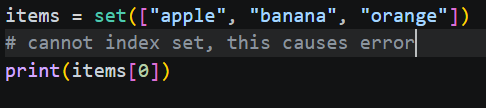 items = set(["apple", "banana", "orange"])
# cannot index set, this causes error
print(items[0])